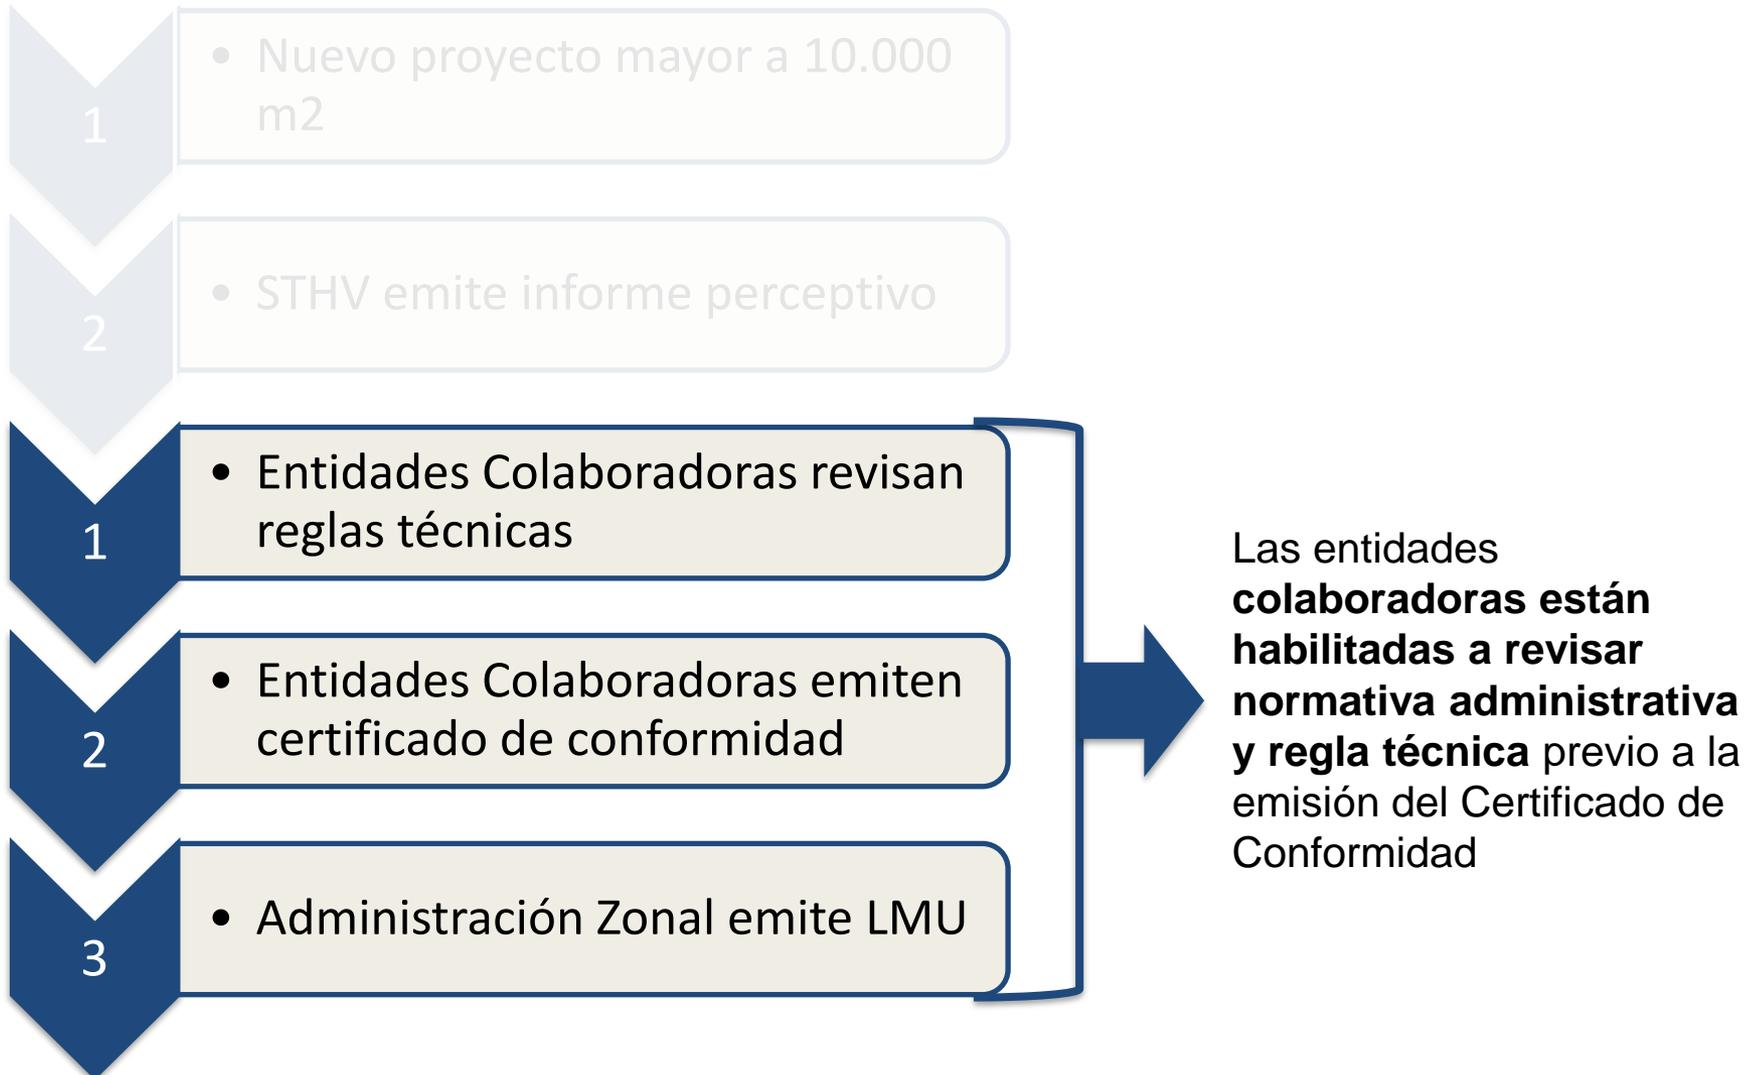 1
• Nuevo proyecto mayor a 10.000
m2
2
• STHV emite informe perceptivo
1
• Entidades Colaboradoras revisan
reglas técnicas
2
• Entidades Colaboradoras emiten
certificado de conformidad
3
• Administración Zonal emite LMU
Las entidades
colaboradoras están
habilitadas a revisar
normativa administrativa
y regla técnica previo a la
emisión del Certificado de
Conformidad